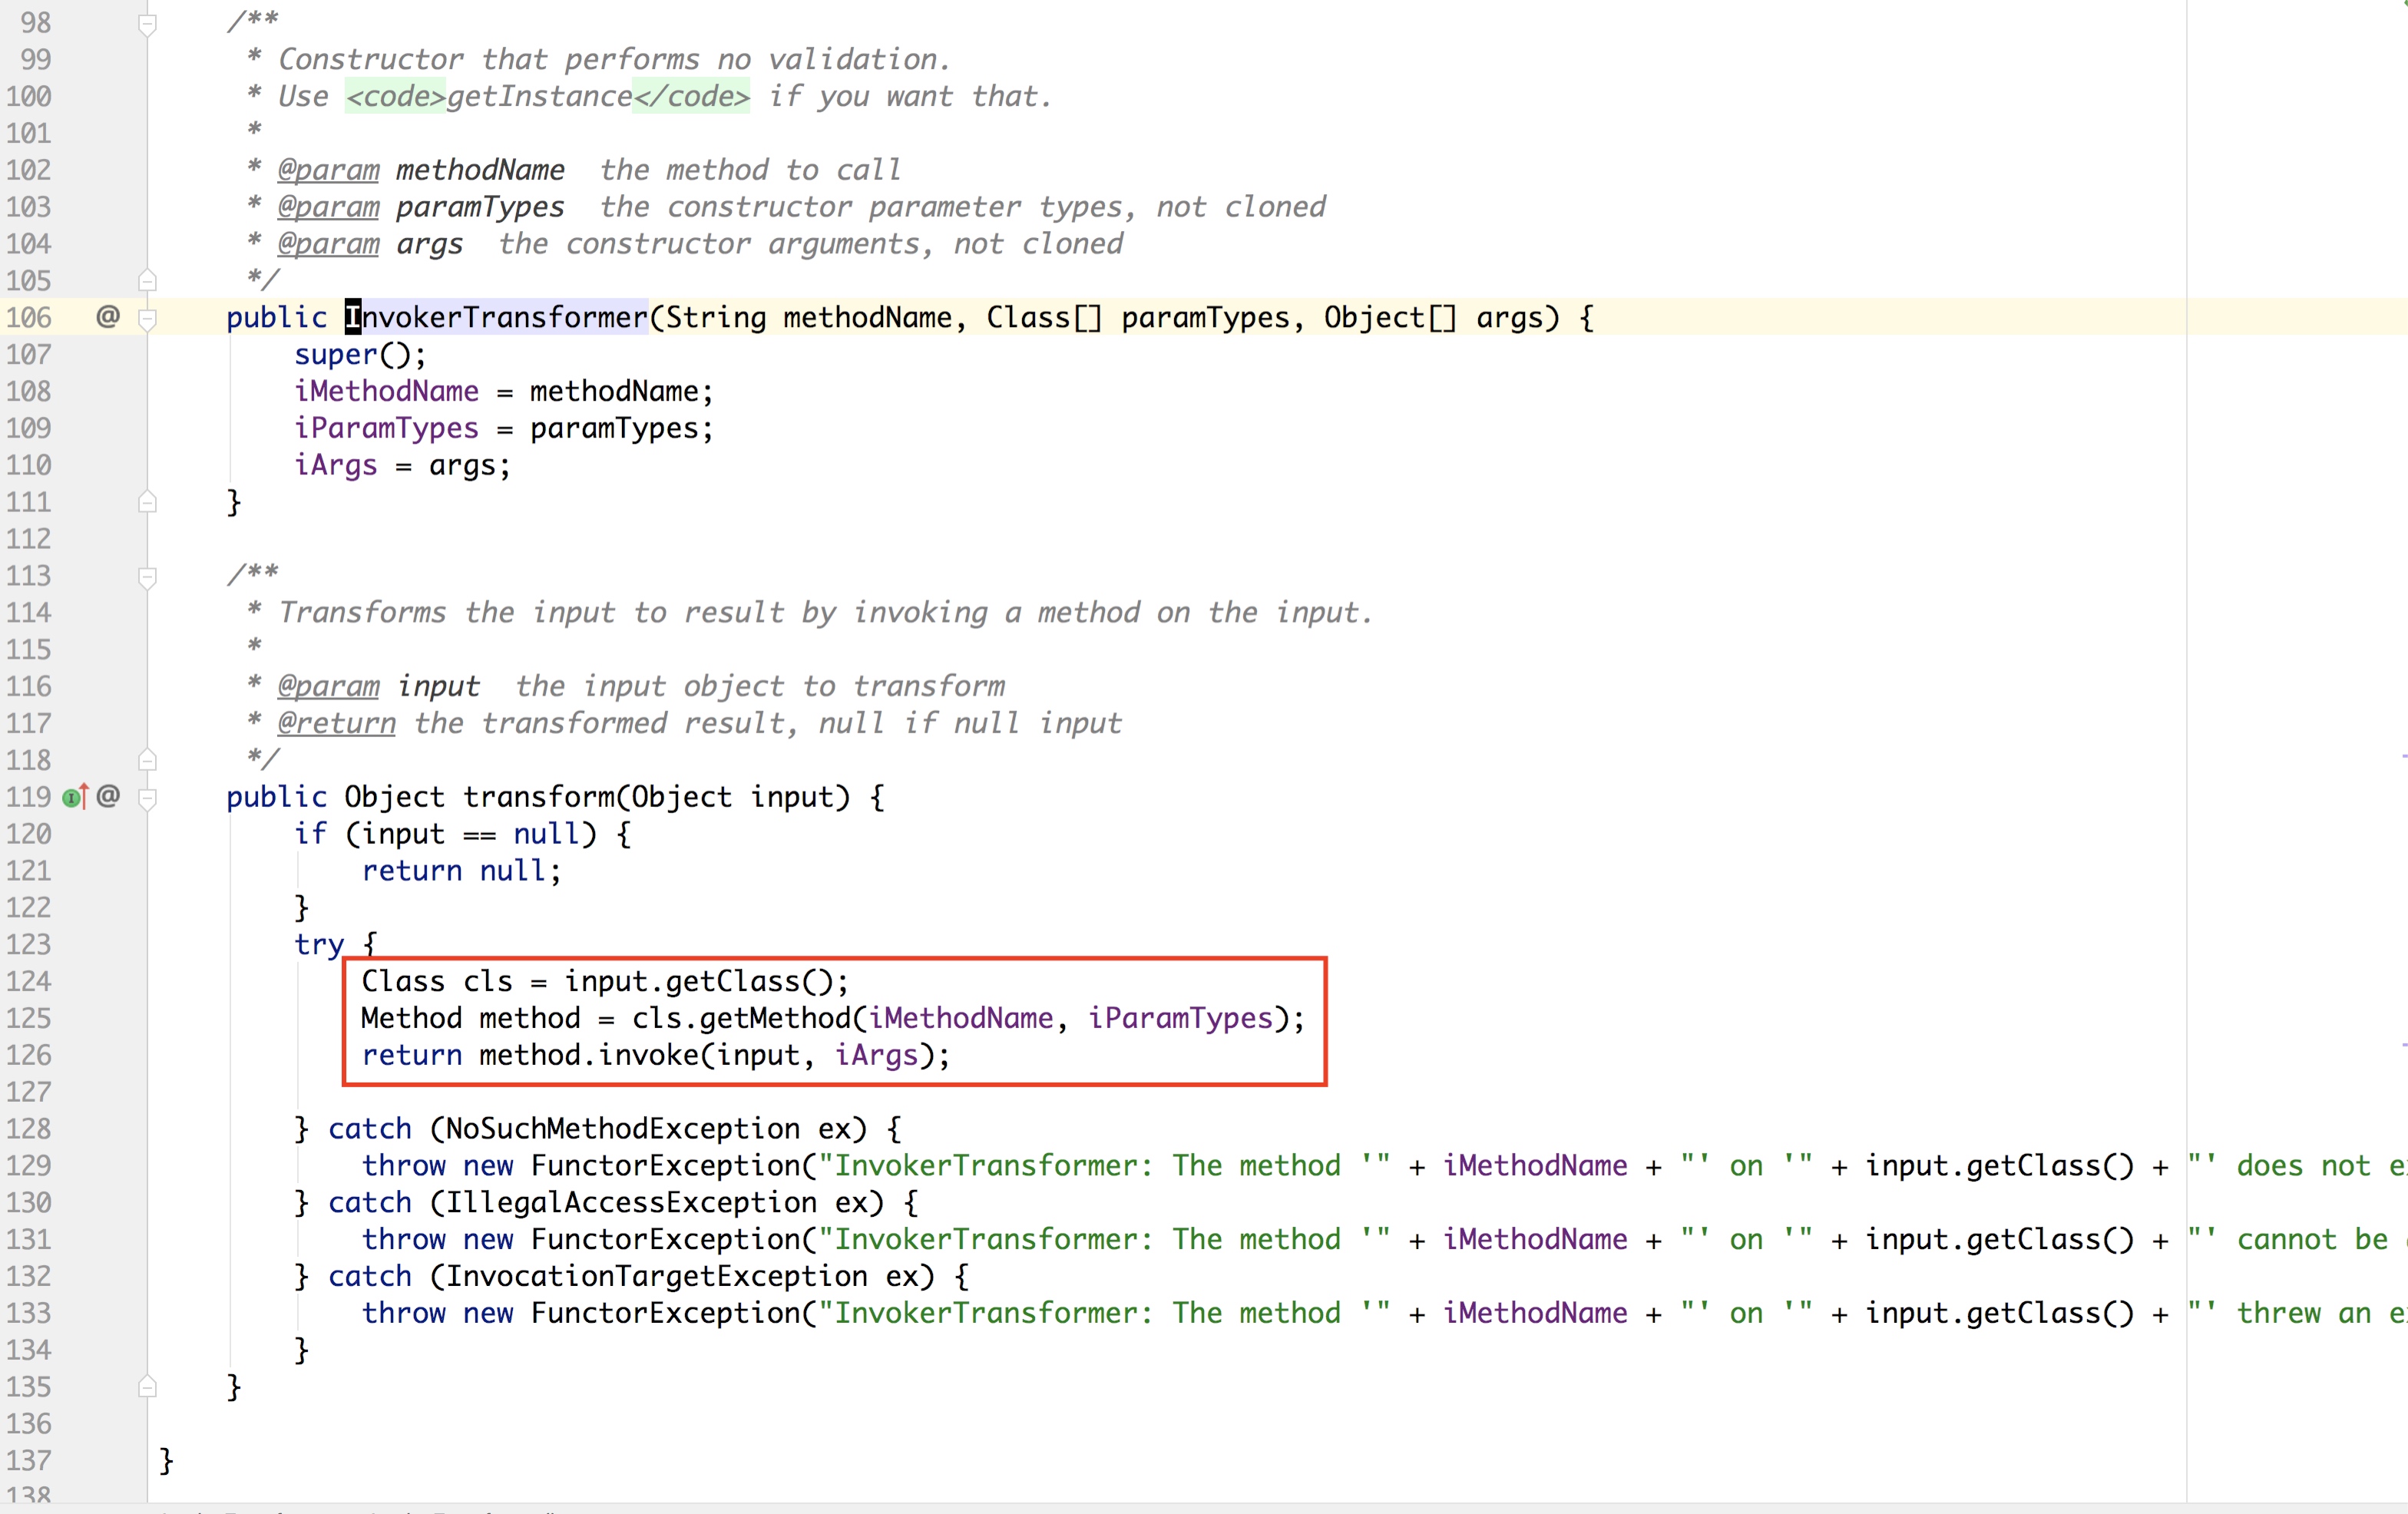 98 /**
99 * Constructor that performs no validation.
100 * Use <code>getInstance</code> if you want that.
101 *
102 * @param methodName  the method to call
103 * @param paramTypes  the constructor parameter types, not cloned
104 * @param args  the constructor arguments, not cloned
105 */
106 @ public InvokerTransformer(String methodName, Class[] paramTypes, Object[] args) {
107 super();
108 iMethodName = methodName;
109 iParamTypes = paramTypes;
110 iArgs = args;
111 }
112
113 /**
114 * Transforms the input to result by invoking a method on the input.
115 *
116 * @param input  the input object to transform
117 * @return the transformed result, null if null input
118 */
119 @ public Object transform(Object input) {
120 if (input == null) {
121 return null;
122 }
123 try {
124 Class cls = input.getClass();
125 Method method = cls.getMethod(iMethodName, iParamTypes);
126 return method.invoke(input, iArgs);
127
128 } catch (NoSuchMethodException ex) {
129 throw new FunctorException("InvokerTransformer: The method '" + iMethodName + "' on '" + input.getClass() + "' does not
130 } catch (IllegalAccessException ex) {
131 throw new FunctorException("InvokerTransformer: The method '" + iMethodName + "' on '" + input.getClass() + "' cannot be
132 } catch (InvocationTargetException ex) {
133 throw new FunctorException("InvokerTransformer: The method '" + iMethodName + "' on '" + input.getClass() + "' threw an
134 }
135 }
136
137 }
138